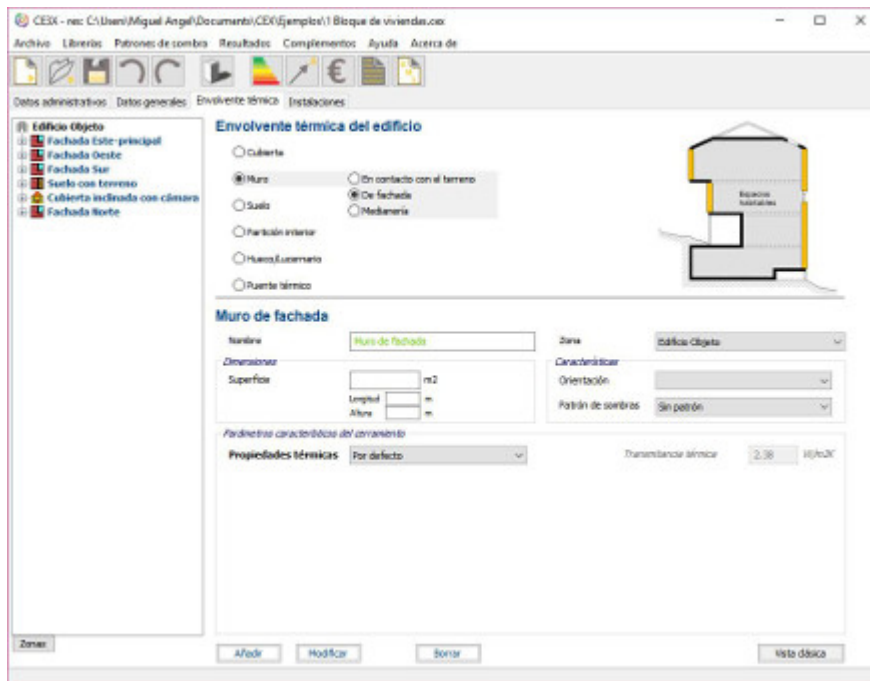 CE3X - res: C:\Users\Miguel Angel\Documents\CEX\Ejemplos\1 Bloque de viviendas.cex
Archivo Librerías Patrones de sombra Resultados Complementos Ayuda Acerca de
Datos administrativos Datos generales Envolvente térmica Instalaciones
Edificio Objeto
Fachada Este-principal
Fachada Oeste
Fachada Sur
Suelo con terreno
Cubierta inclinada con cámara
Fachada Norte
Zonas
Envolvente térmica del edificio
Cubierta
Muro
En contacto con el terreno
De fachada
Medianería
Suelo
Partición interior
Hueco/Lucernario
Puente térmico
Espacios
habitables
Muro de fachada
Nombre Muro de fachada Zona Edificio Objeto
Dimensiones
Superficie m2
Longitud m
Altura m
Características
Orientación
Patrón de sombras Sin patrón
Parámetros característicos del cerramiento
Propiedades térmicas Por defecto Transmitancia térmica 2.38 W/m2K
Añadir Modificar Borrar Vista clásica